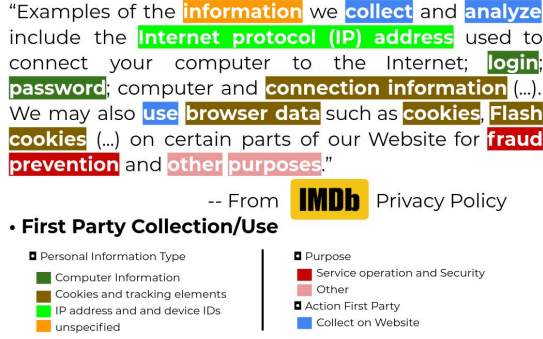 “Examples of the information we collect and analyze
include the Internet protocol (IP) address used to
connect your computer to the Internet; login;
password; computer and connection information (...).
We may also use browser data such as cookies, Flash
cookies (...) on certain parts of our Website for fraud
prevention and other purposes.”
-- From IMDb Privacy Policy
• First Party Collection/Use
Personal Information Type
Computer Information
Cookies and tracking elements
IP address and and device IDs
unspecified
Purpose
Service operation and Security
Other
Action First Party
Collect on Website